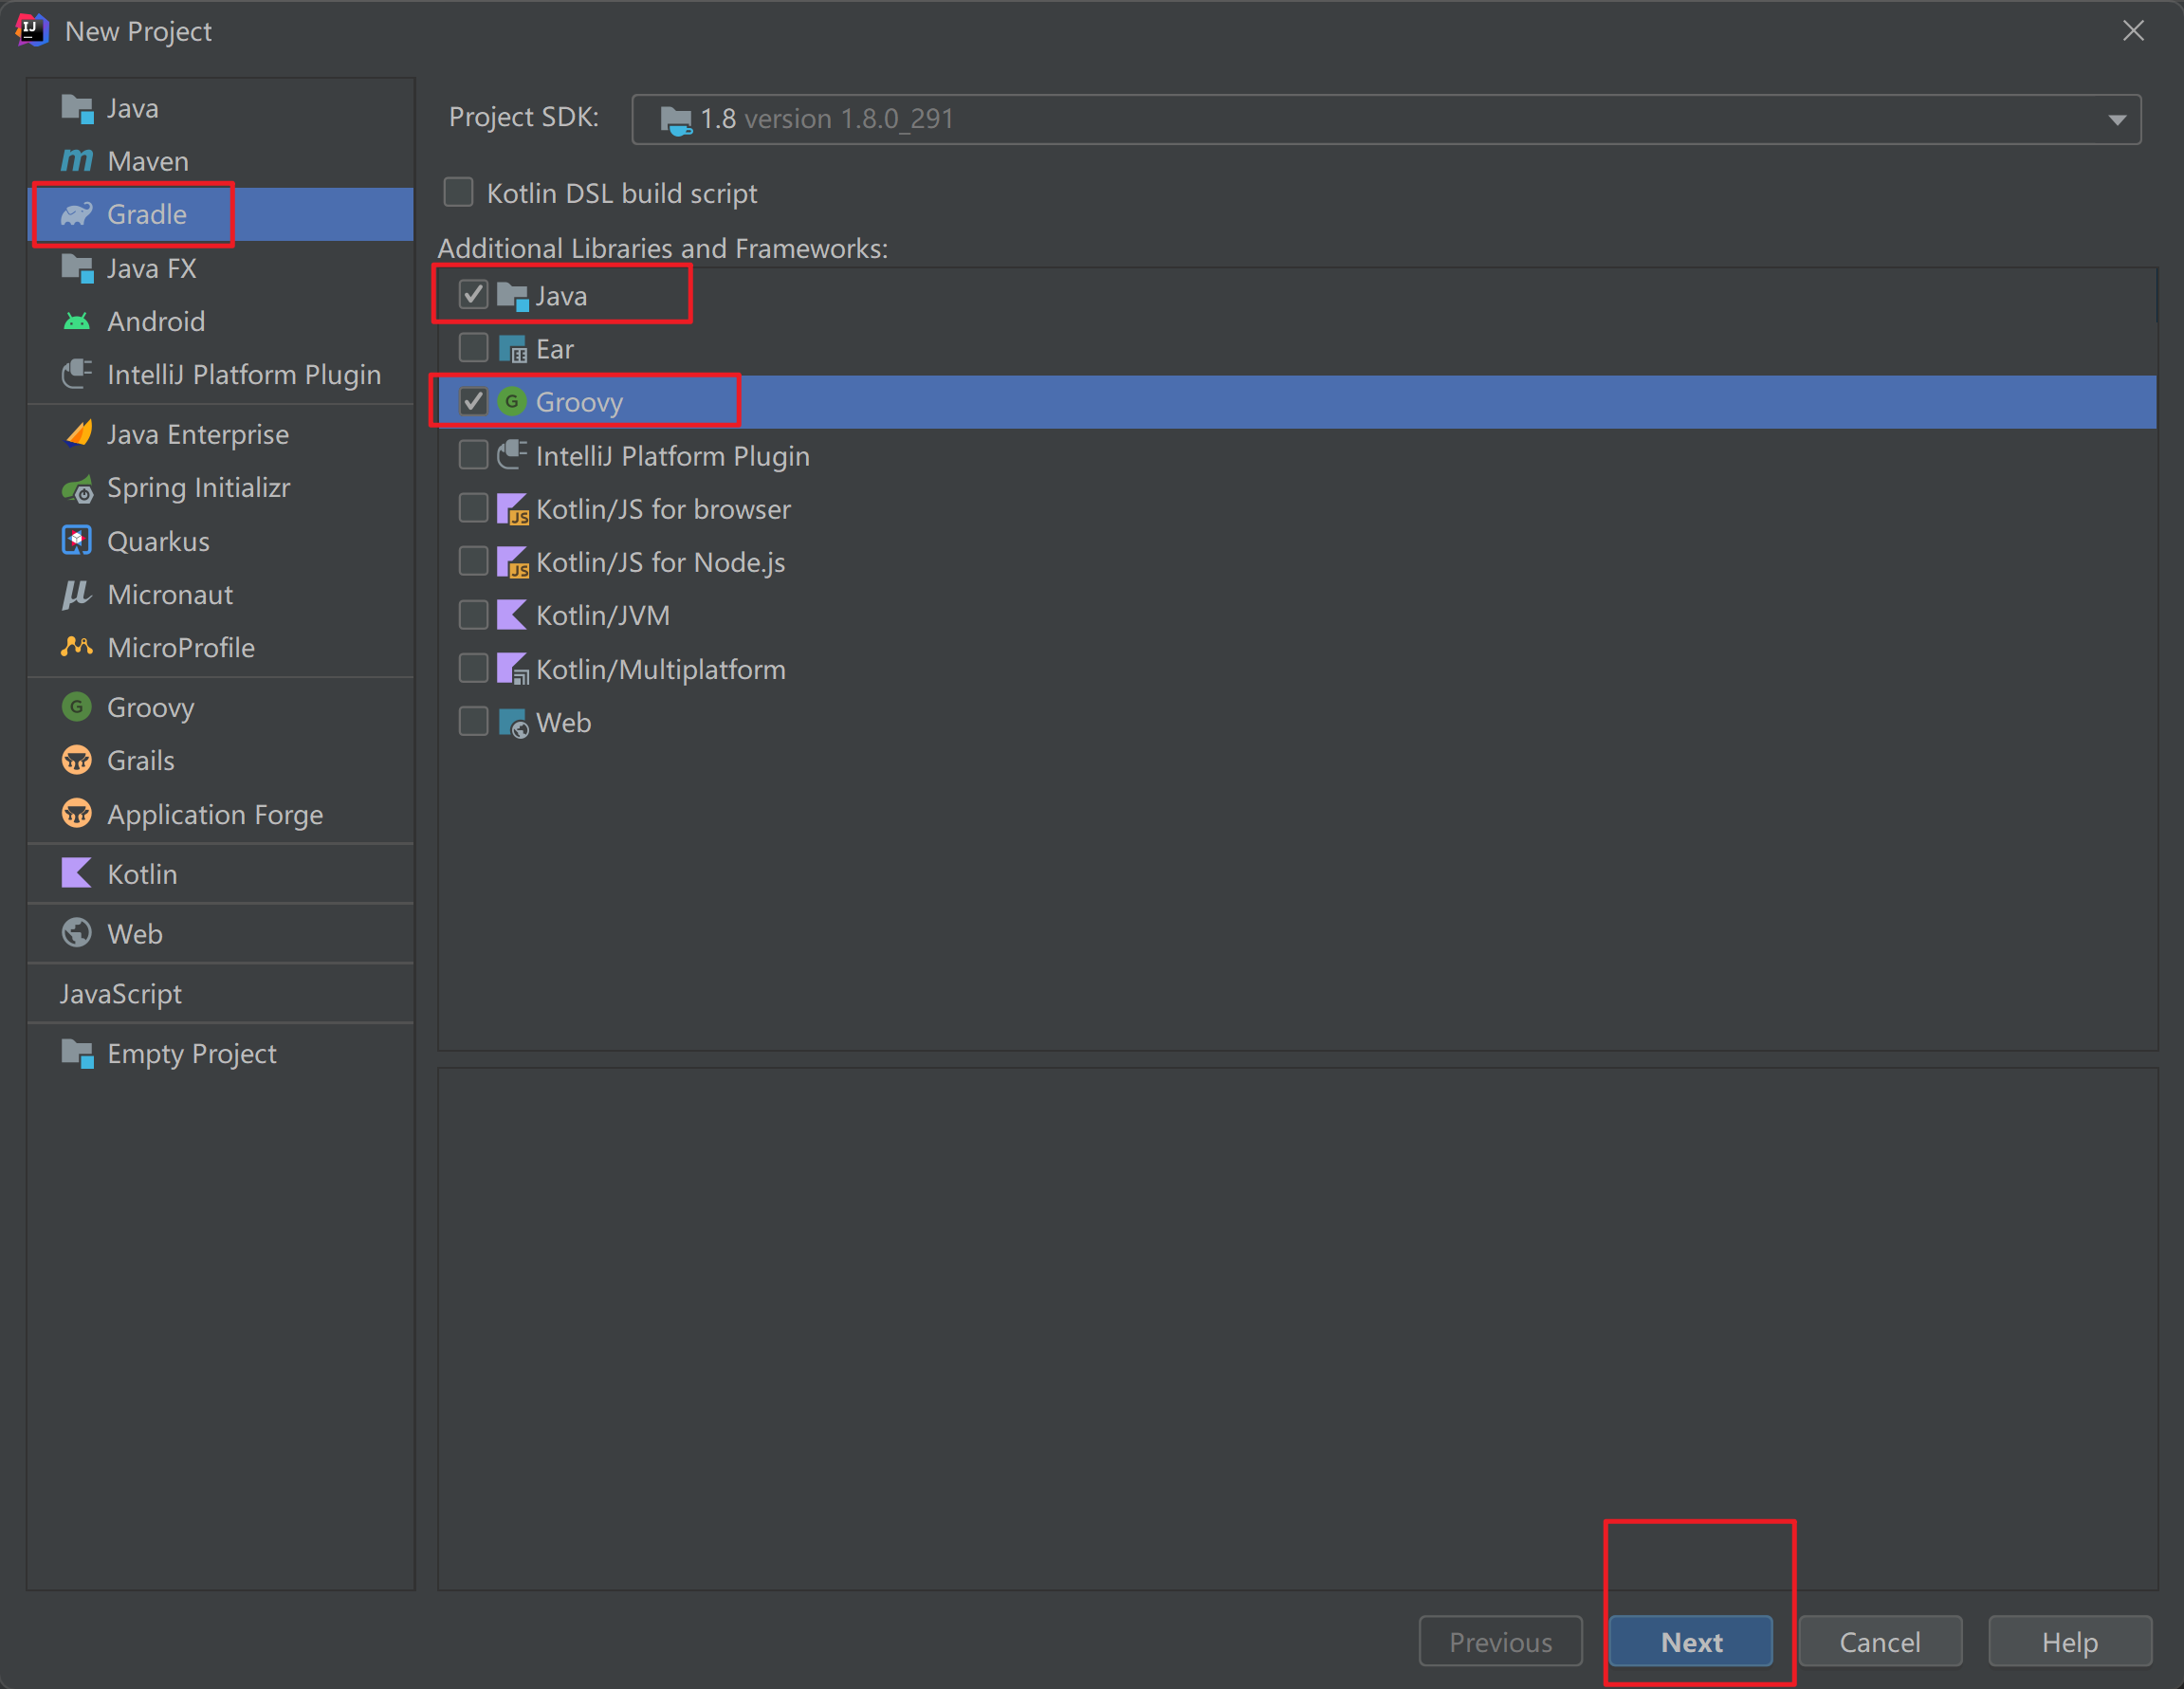 New Project
Java
Maven
Gradle
Java FX
Android
IntelliJ Platform Plugin
Java Enterprise
Spring Initializr
Quarkus
Micronaut
MicroProfile
Groovy
Grails
Application Forge
Kotlin
Web
JavaScript
Empty Project
Project SDK: 1.8 version 1.8.0_291
Kotlin DSL build script
Additional Libraries and Frameworks:
Java
Ear
Groovy
IntelliJ Platform Plugin
Kotlin/JS for browser
Kotlin/JS for Node.js
Kotlin/JVM
Kotlin/Multiplatform
Web
Previous Next Cancel Help